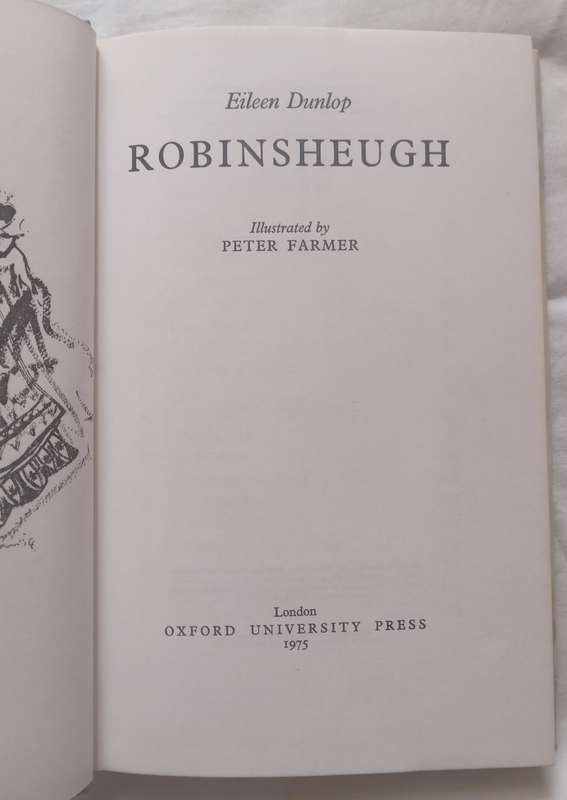 Eileen Dunlop
ROBINSHEUGH
Illustrated by
PETER FARMER
London
OXFORD UNIVERSITY PRESS
1975